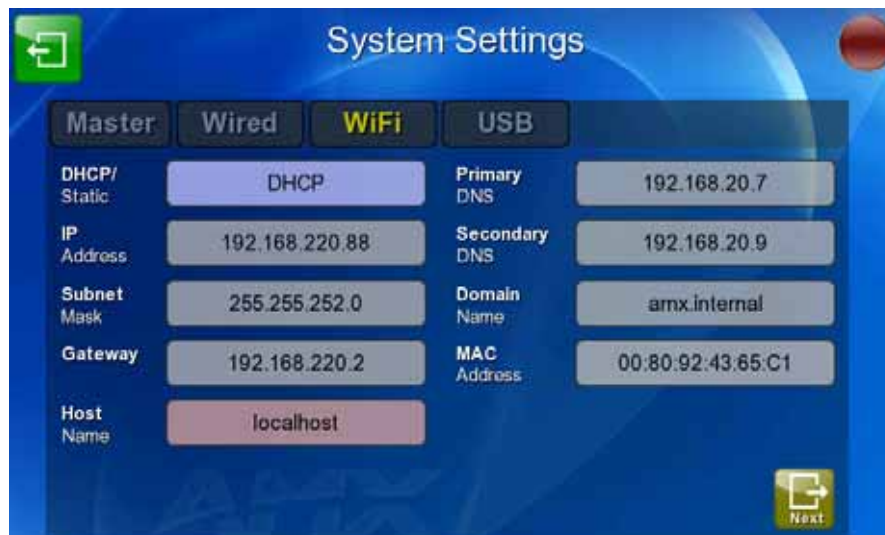 System Settings
Master Wired WiFi USB
DHCP/
Static
DHCP
Primary
DNS
192.168.20.7
IP
Address
192.168.220.88
Secondary
DNS
192.168.20.9
Subnet
Mask
255.255.252.0
Domain
Name
amx.internal
Gateway
192.168.220.2
MAC
Address
00:80:92:43:65:C1
Host
Name
localhost
AMX
Next